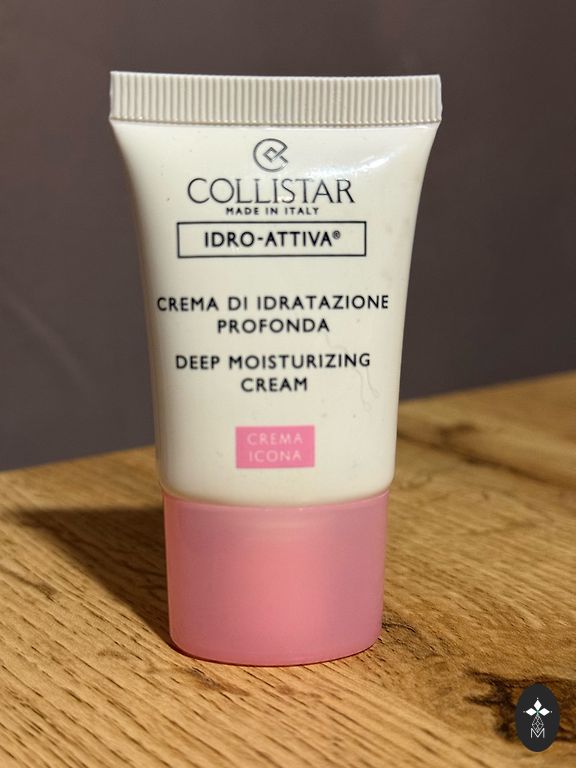 COLLISTAR
MADE IN ITALY
IDRO-ATTIVA®
CREMA DI IDRATAZIONE
PROFONDA
DEEP MOISTURIZING
CREAM
CREMA
ICONA
M